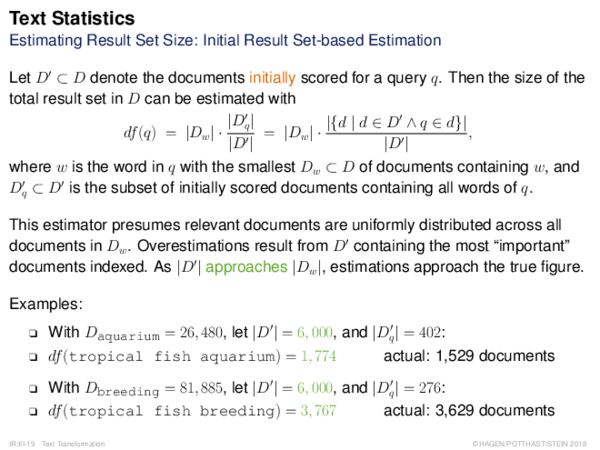 Text Statistics
Estimating Result Set Size: Initial Result Set-based Estimation
Let D′ ⊂ D denote the documents initially scored for a query q. Then the size of the
total result set in D can be estimated with
df(q) = |D_w| · |D′_q| / |D′| = |D_w| · |{d | d ∈ D′ ∧ q ∈ d}| / |D′|,
where w is the word in q with the smallest D_w ⊂ D of documents containing w, and
D′_q ⊂ D′ is the subset of initially scored documents containing all words of q.
This estimator presumes relevant documents are uniformly distributed across all
documents in D_w. Overestimations result from D′ containing the most “important”
documents indexed. As |D′| approaches |D_w|, estimations approach the true figure.
Examples:
❑ With D_aquarium = 26,480, let |D′| = 6,000, and |D′_q| = 402:
❑ df(tropical fish aquarium) = 1,774 actual: 1,529 documents
❑ With D_breeding = 81,885, let |D′| = 6,000, and |D′_q| = 276:
❑ df(tropical fish breeding) = 3,767 actual: 3,629 documents
IR:III-19 Text Transformation ©HAGEN/POTTHAST/STEIN 2018